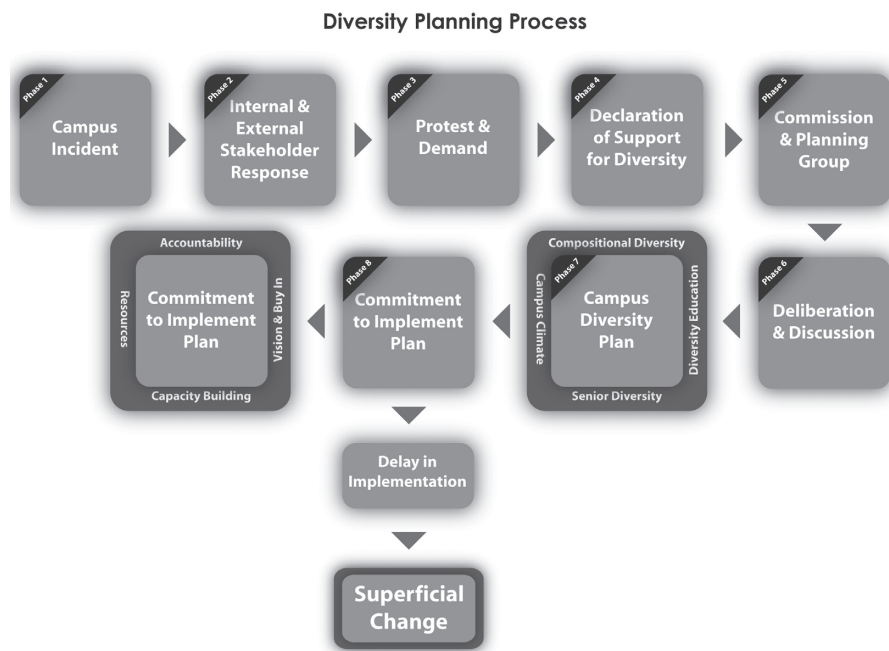 Diversity Planning Process
Phase 1
Campus
Incident
Phase 2
Internal &
External
Stakeholder
Response
Phase 3
Protest &
Demand
Phase 4
Declaration
of Support
for Diversity
Phase 5
Commission
& Planning
Group
Phase 6
Deliberation
& Discussion
Compositional Diversity
Campus Climate
Phase 7
Campus
Diversity
Plan
Diversity Education
Senior Diversity
Phase 8
Commitment
to Implement
Plan
Accountability
Resources
Commitment
to Implement
Plan
Vision & Buy In
Capacity Building
Delay in
Implementation
Superficial
Change